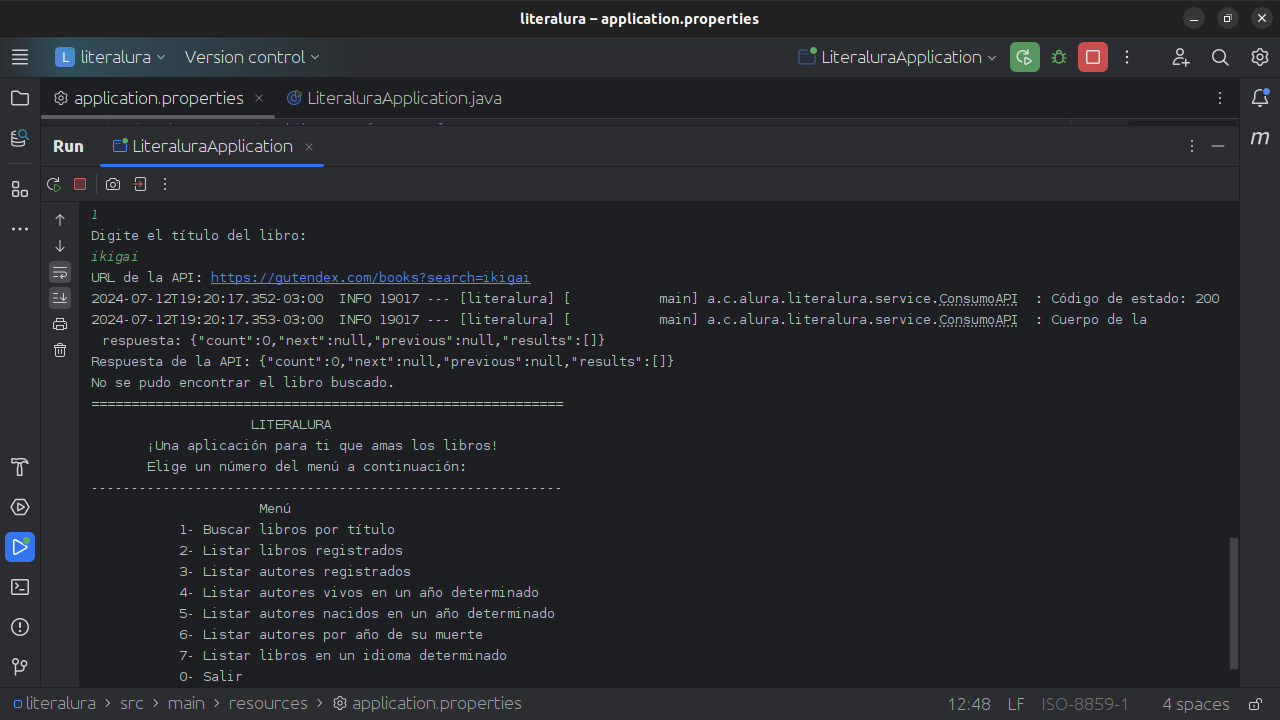 literalura – application.properties
L literalura Version control LiteraluraApplication
application.properties LiteraluraApplication.java
Run LiteraluraApplication
m
1
Digite el título del libro:
ikigai
URL de la API: https://gutendex.com/books?search=ikigai
2024-07-12T19:20:17.352-03:00  INFO 19017 --- [literalura] [           main] a.c.alura.literalura.service.ConsumoAPI  : Código de estado: 200
2024-07-12T19:20:17.353-03:00  INFO 19017 --- [literalura] [           main] a.c.alura.literalura.service.ConsumoAPI  : Cuerpo de la
respuesta: {"count":0,"next":null,"previous":null,"results":[]}
Respuesta de la API: {"count":0,"next":null,"previous":null,"results":[]}
No se pudo encontrar el libro buscado.
===========================================================
LITERALURA
¡Una aplicación para ti que amas los libros!
Elige un número del menú a continuación:
-----------------------------------------------------------
Menú
1- Buscar libros por título
2- Listar libros registrados
3- Listar autores registrados
4- Listar autores vivos en un año determinado
5- Listar autores nacidos en un año determinado
6- Listar autores por año de su muerte
7- Listar libros en un idioma determinado
0- Salir
literalura > src > main > resources > application.properties 12:48 LF ISO-8859-1 4 spaces